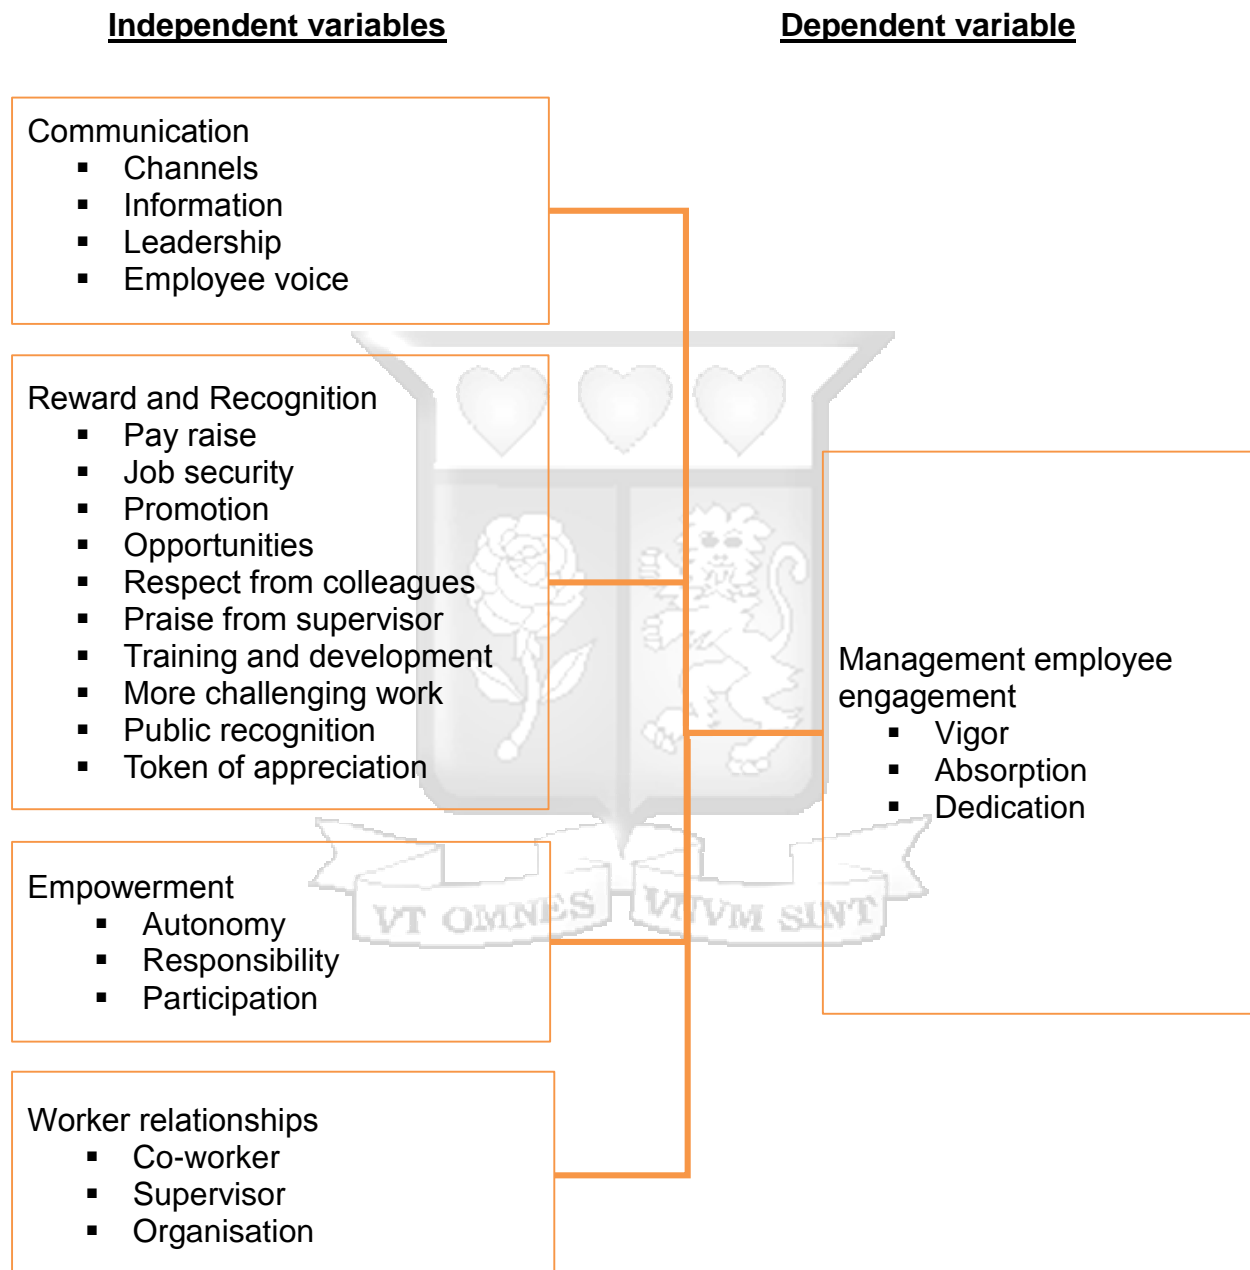 Independent variables
Dependent variable
Communication
▪ Channels
▪ Information
▪ Leadership
▪ Employee voice
Reward and Recognition
▪ Pay raise
▪ Job security
▪ Promotion
▪ Opportunities
▪ Respect from colleagues
▪ Praise from supervisor
▪ Training and development
▪ More challenging work
▪ Public recognition
▪ Token of appreciation
Empowerment
▪ Autonomy
▪ Responsibility
▪ Participation
Worker relationships
▪ Co-worker
▪ Supervisor
▪ Organisation
Management employee
engagement
▪ Vigor
▪ Absorption
▪ Dedication
VT OMNES VNVM SINT